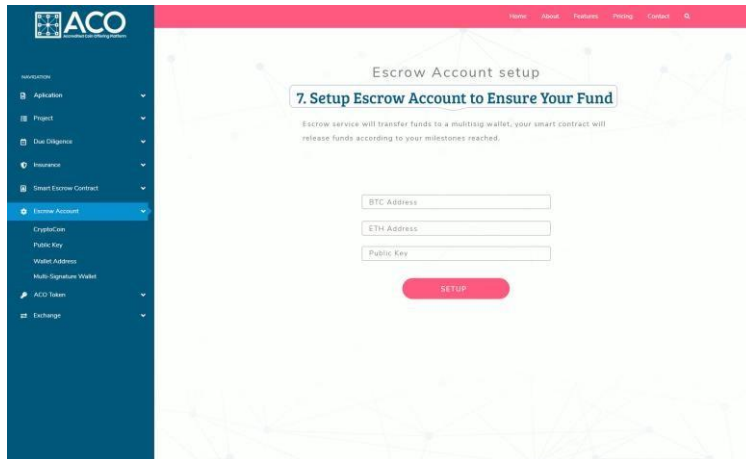 ACO
Accredited Coin Offering Platform
Home About Features Pricing Contact
NAVIGATION
Aplication
Project
Due Diligence
Insurance
Smart Escrow Contract
Escrow Account
CryptoCoin
Public Key
Wallet Address
Multi-Signature Wallet
ACO Token
Exchange
Escrow Account setup
7. Setup Escrow Account to Ensure Your Fund
Escrow service will transfer funds to a multisig wallet, your smart contract will
release funds according to your milestones reached.
BTC Address
ETH Address
Public Key
SETUP